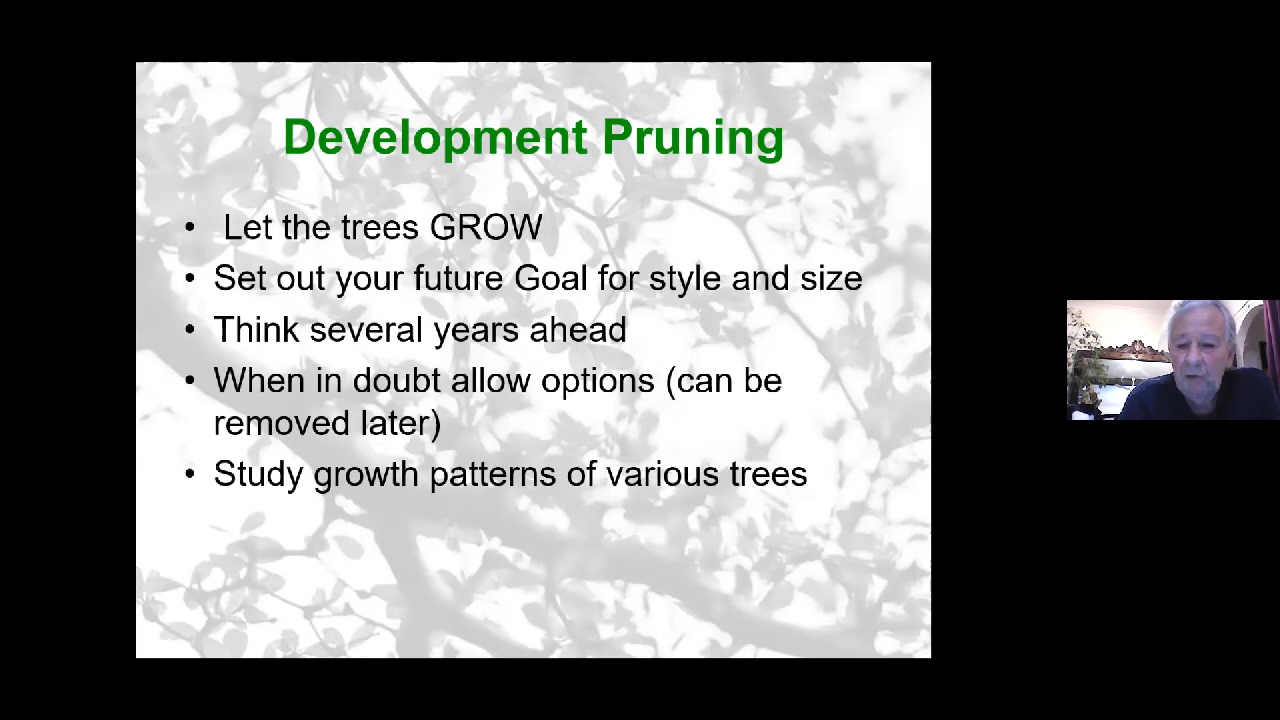 Development Pruning
• Let the trees GROW
• Set out your future Goal for style and size
• Think several years ahead
• When in doubt allow options (can be
removed later)
• Study growth patterns of various trees